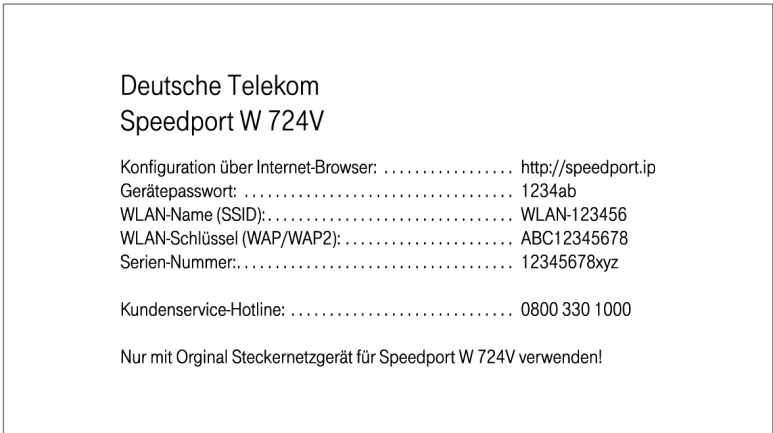 Deutsche Telekom
Speedport W 724V
Konfiguration über Internet-Browser: . . . . . . . . . . . . . . . . . http://speedport.ip
Gerätepasswort: . . . . . . . . . . . . . . . . . . . . . . . . . . . . . . . . . . . 1234ab
WLAN-Name (SSID): . . . . . . . . . . . . . . . . . . . . . . . . . . . . . . . . WLAN-123456
WLAN-Schlüssel (WAP/WAP2): . . . . . . . . . . . . . . . . . . . . . . ABC12345678
Serien-Nummer:. . . . . . . . . . . . . . . . . . . . . . . . . . . . . . . . . . . . 12345678xyz
Kundenservice-Hotline: . . . . . . . . . . . . . . . . . . . . . . . . . . . . . 0800 330 1000
Nur mit Orginal Steckernetzgerät für Speedport W 724V verwenden!